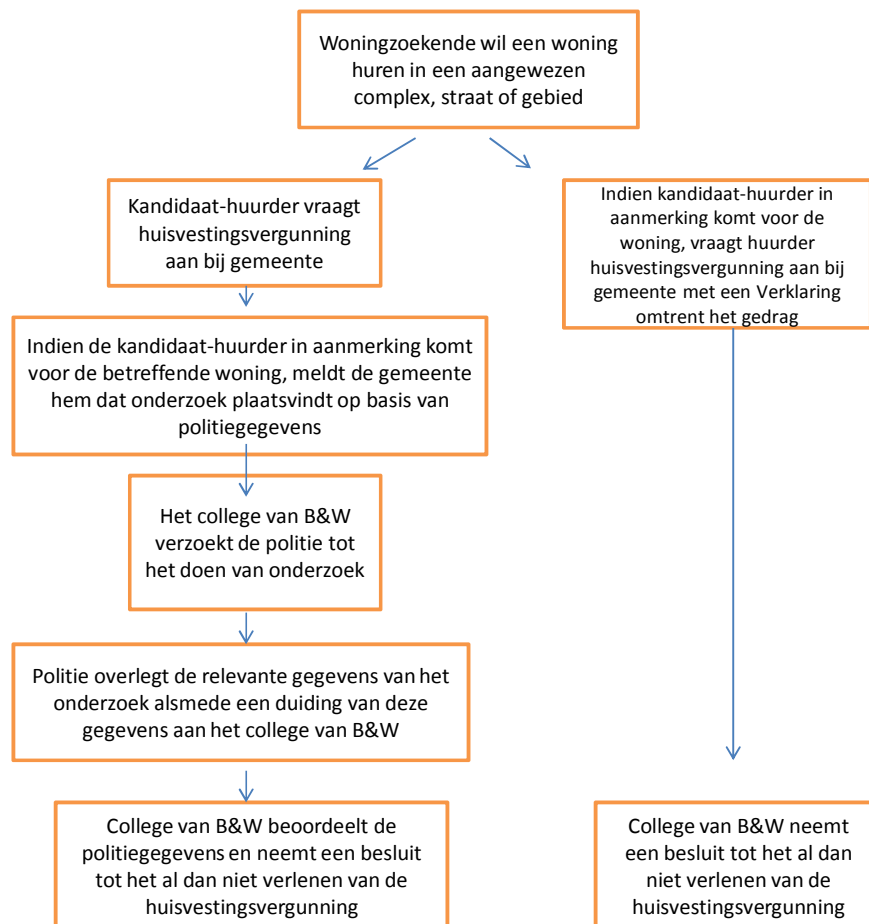 Woningzoekende wil een woning
huren in een aangewezen
complex, straat of gebied
Kandidaat-huurder vraagt
huisvestingsvergunning
aan bij gemeente
Indien kandidaat-huurder in
aanmerking komt voor de
woning, vraagt huurder
huisvestingsvergunning aan bij
gemeente met een Verklaring
omtrent het gedrag
Indien de kandidaat-huurder in aanmerking komt
voor de betreffende woning, meldt de gemeente
hem dat onderzoek plaatsvindt op basis van
politiegegevens
Het college van B&W
verzoekt de politie tot
het doen van onderzoek
Politie overlegt de relevante gegevens van het
onderzoek alsmede een duiding van deze
gegevens aan het college van B&W
College van B&W beoordeelt de
politiegegevens en neemt een besluit
tot het al dan niet verlenen van de
huisvestingsvergunning
College van B&W neemt
een besluit tot het al dan
niet verlenen van de
huisvestingsvergunning